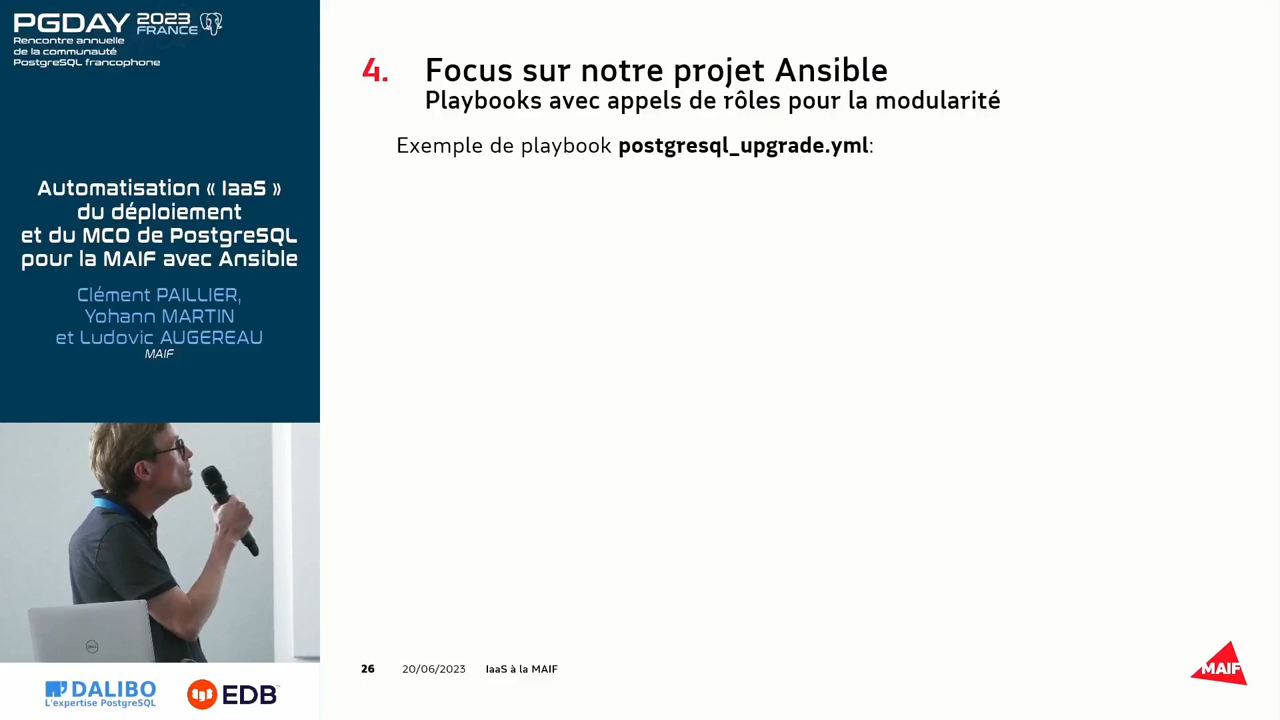 PGDAY 2023 FRANCE
Rencontre annuelle
de la communauté
PostgreSQL francophone
Automatisation « IaaS »
du déploiement
et du MCO de PostgreSQL
pour la MAIF avec Ansible
Clément PAILLIER,
Yohann MARTIN
et Ludovic AUGEREAU
MAIF
DALIBO
L'expertise PostgreSQL
EDB
4. Focus sur notre projet Ansible
Playbooks avec appels de rôles pour la modularité
Exemple de playbook postgresql_upgrade.yml:
26 20/06/2023 IaaS à la MAIF
MAIF